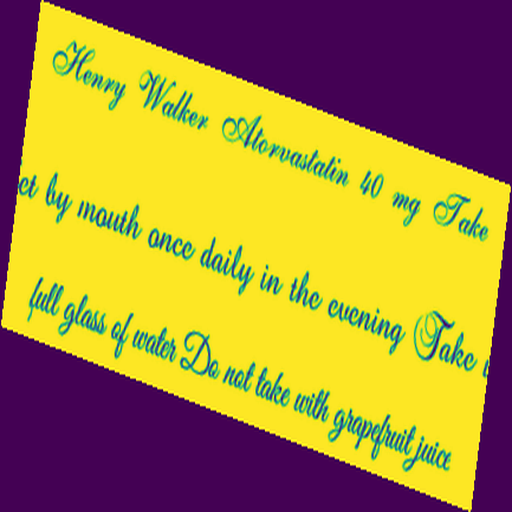 Henry Walker Atorvastatin 40 mg Take
et by mouth once daily in the evening (Take
full glass of water Do not take with grapefruit juice